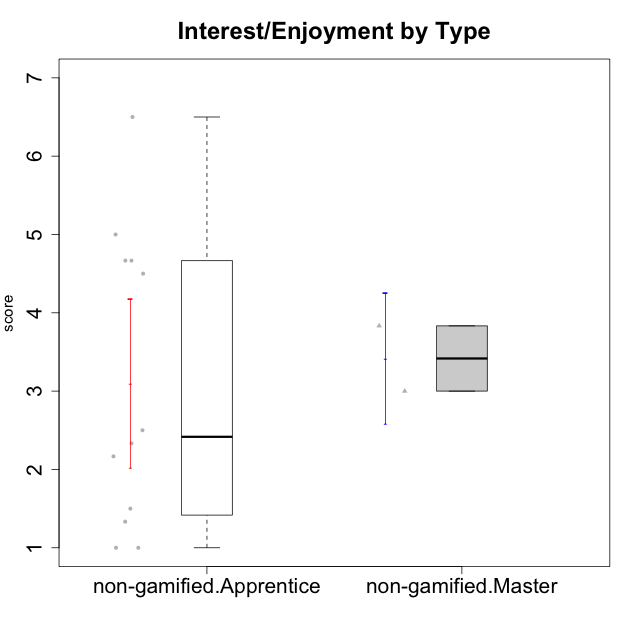 Interest/Enjoyment by Type
score
7
6
5
4
3
2
1
non-gamified.Apprentice
non-gamified.Master